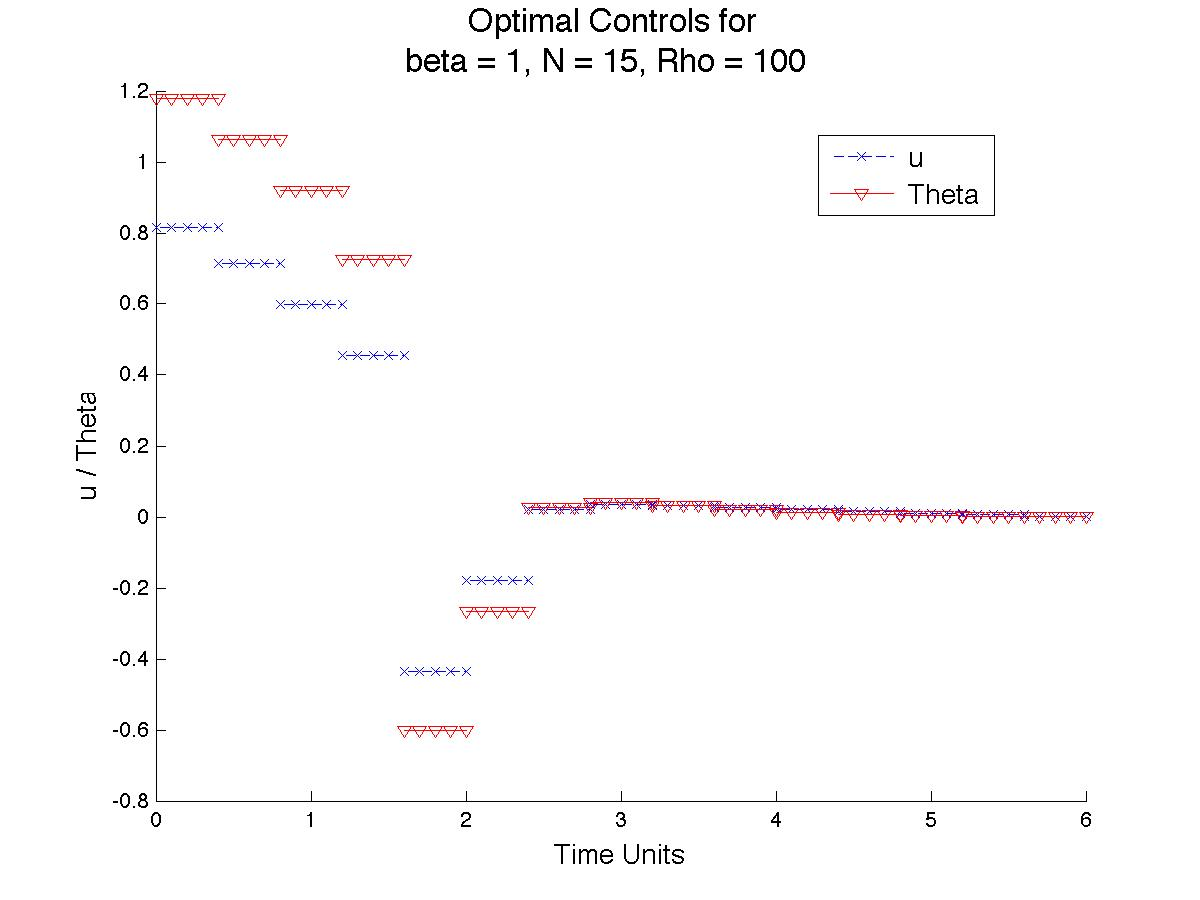 Optimal Controls for
beta = 1, N = 15, Rho = 100
1.2
1
0.8
0.6
0.4
0.2
0
-0.2
-0.4
-0.6
-0.8
u / Theta
u
Theta
0 1 2 3 4 5 6
Time Units